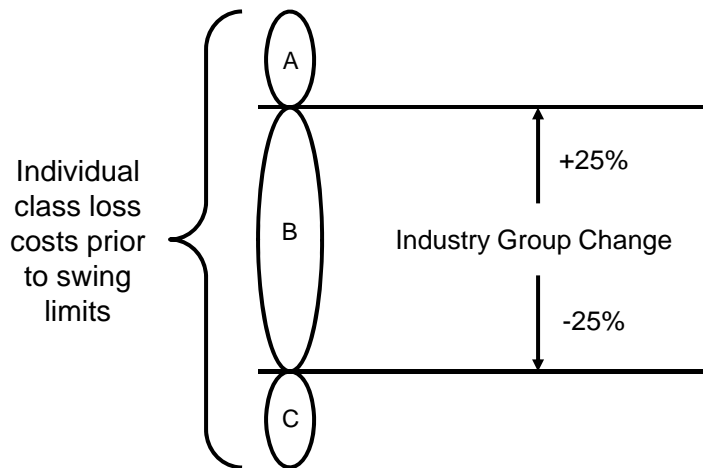 A
+25%
Individual
class loss
costs prior
to swing
limits
B
Industry Group Change
-25%
C